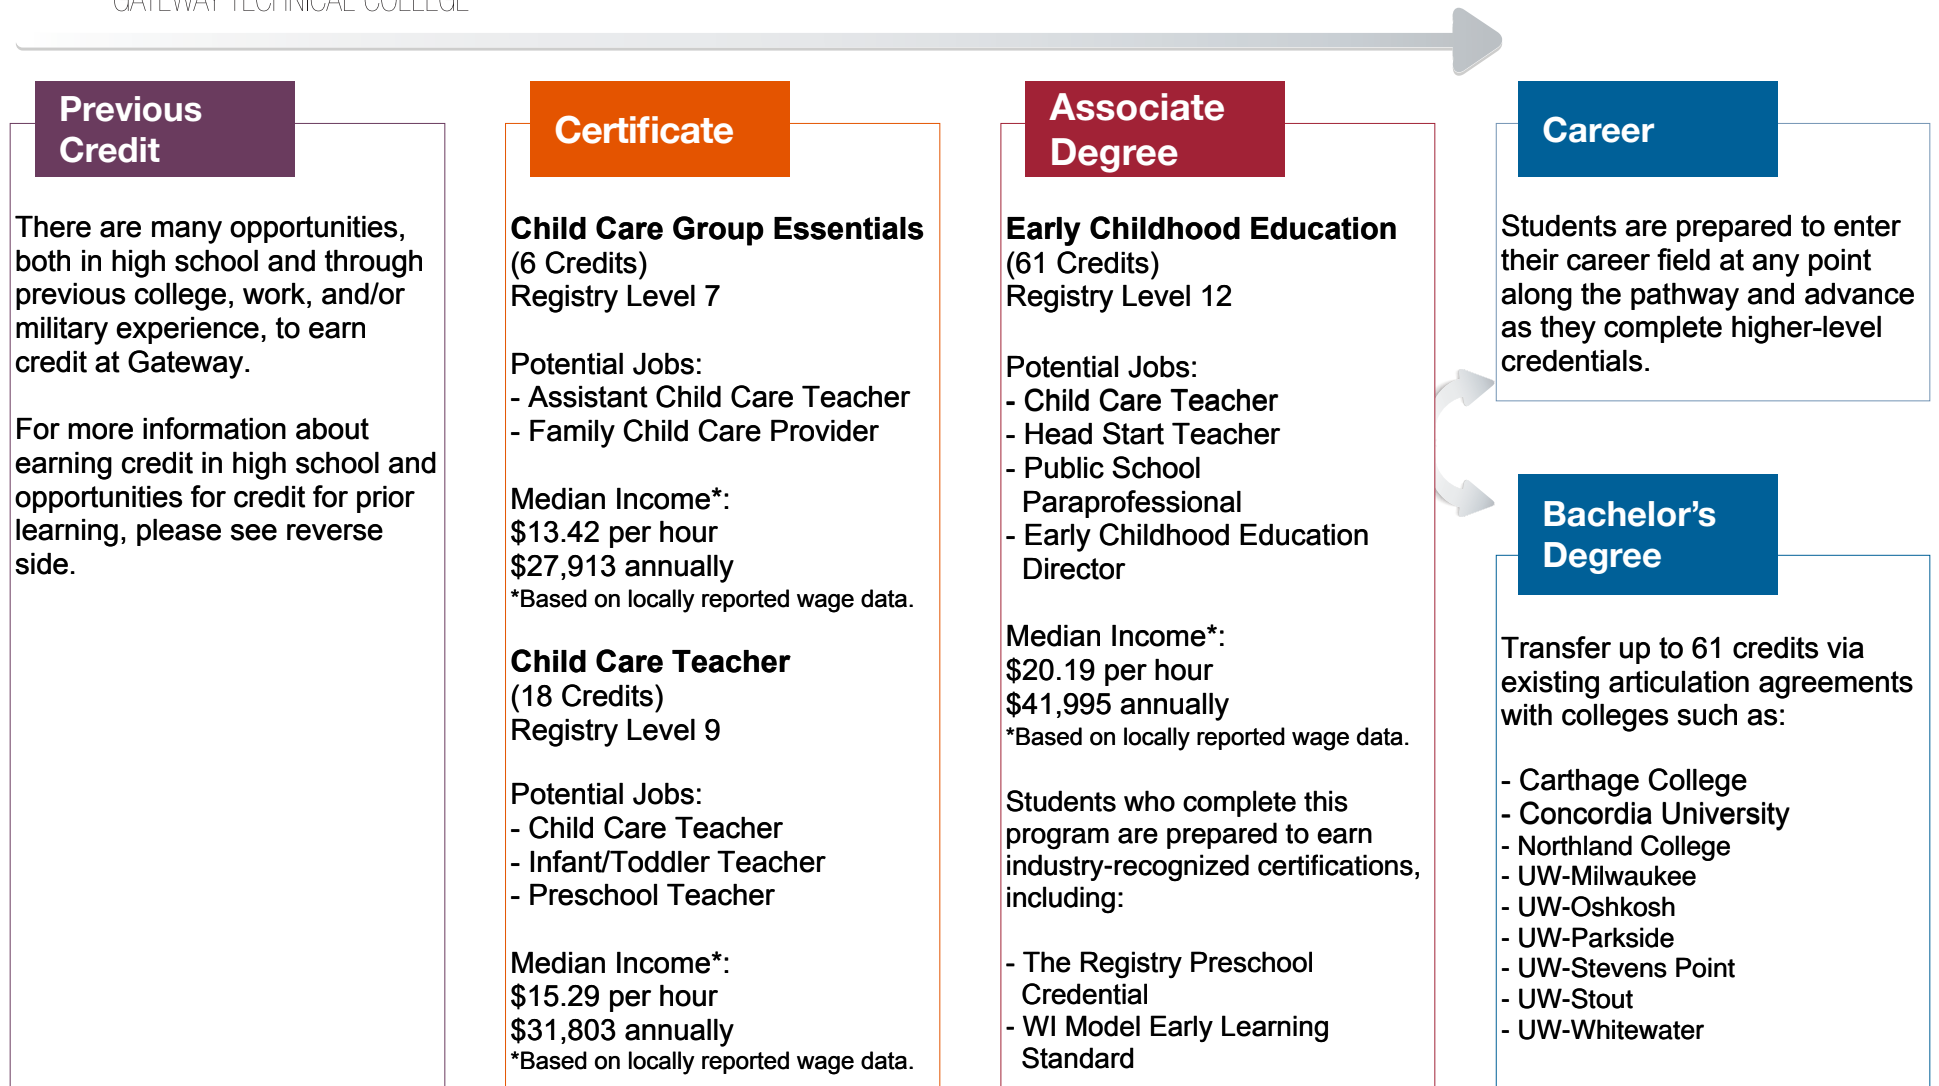 GATEWAY TECHNICAL COLLEGE
Previous
Credit
There are many opportunities,
both in high school and through
previous college, work, and/or
military experience, to earn
credit at Gateway.
For more information about
earning credit in high school and
opportunities for credit for prior
learning, please see reverse
side.
Certificate
Child Care Group Essentials
(6 Credits)
Registry Level 7
Potential Jobs:
- Assistant Child Care Teacher
- Family Child Care Provider
Median Income*:
$13.42 per hour
$27,913 annually
*Based on locally reported wage data.
Child Care Teacher
(18 Credits)
Registry Level 9
Potential Jobs:
- Child Care Teacher
- Infant/Toddler Teacher
- Preschool Teacher
Median Income*:
$15.29 per hour
$31,803 annually
*Based on locally reported wage data.
Associate
Degree
Early Childhood Education
(61 Credits)
Registry Level 12
Potential Jobs:
- Child Care Teacher
- Head Start Teacher
- Public School
Paraprofessional
- Early Childhood Education
Director
Median Income*:
$20.19 per hour
$41,995 annually
*Based on locally reported wage data.
Students who complete this
program are prepared to earn
industry-recognized certifications,
including:
- The Registry Preschool
Credential
- WI Model Early Learning
Standard
Career
Students are prepared to enter
their career field at any point
along the pathway and advance
as they complete higher-level
credentials.
Bachelor’s
Degree
Transfer up to 61 credits via
existing articulation agreements
with colleges such as:
- Carthage College
- Concordia University
- Northland College
- UW-Milwaukee
- UW-Oshkosh
- UW-Parkside
- UW-Stevens Point
- UW-Stout
- UW-Whitewater